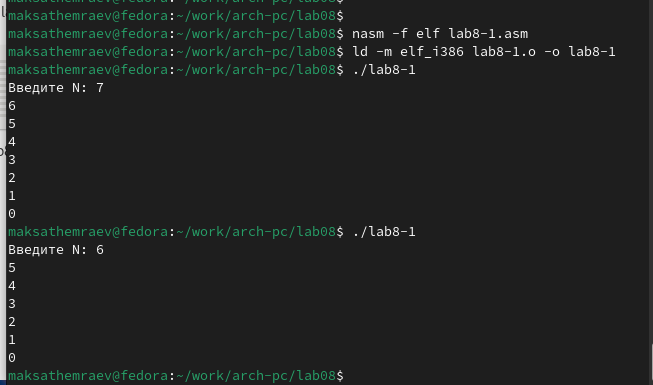 maksathemraev@fedora:~/work/arch-pc/lab08$
maksathemraev@fedora:~/work/arch-pc/lab08$ nasm -f elf lab8-1.asm
maksathemraev@fedora:~/work/arch-pc/lab08$ ld -m elf_i386 lab8-1.o -o lab8-1
maksathemraev@fedora:~/work/arch-pc/lab08$ ./lab8-1
Введите N: 7
6
5
4
3
2
1
0
maksathemraev@fedora:~/work/arch-pc/lab08$ ./lab8-1
Введите N: 6
5
4
3
2
1
0
maksathemraev@fedora:~/work/arch-pc/lab08$